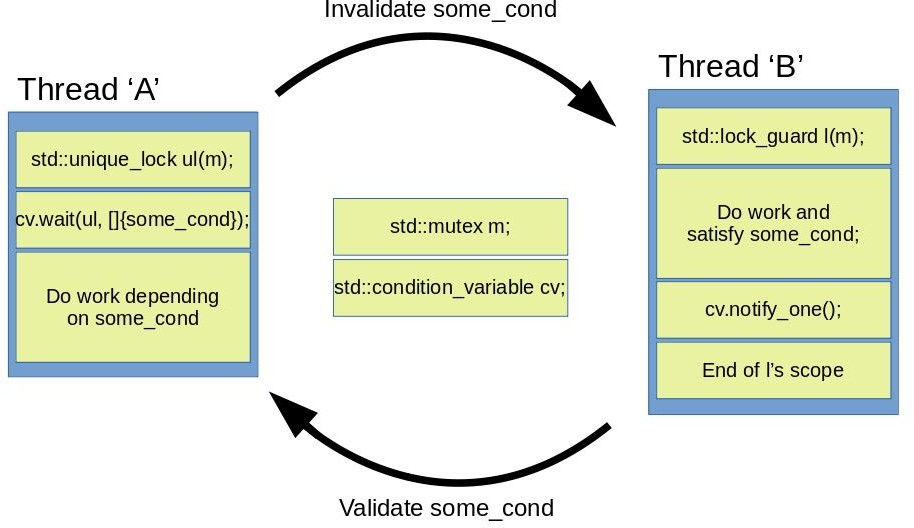 Invalidate some_cond
Thread ‘A’
std::unique_lock ul(m);
cv.wait(ul, []{some_cond});
Do work depending
on some_cond
std::mutex m;
std::condition_variable cv;
Thread ‘B’
std::lock_guard l(m);
Do work and
satisfy some_cond;
cv.notify_one();
End of l’s scope
Validate some_cond